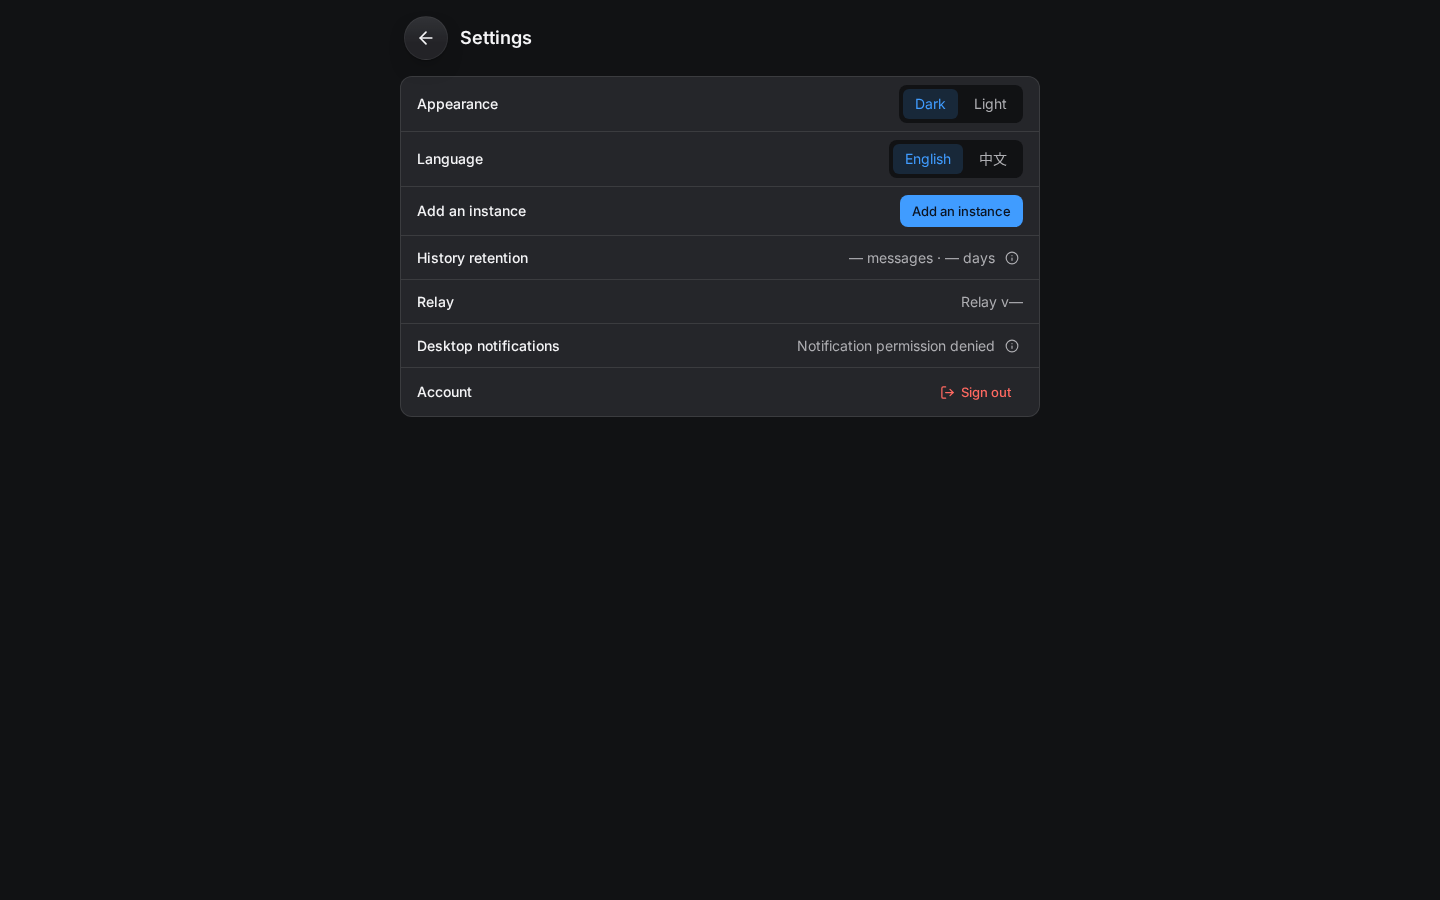 Settings
Appearance Dark Light
Language English 中文
Add an instance Add an instance
History retention — messages · — days
Relay Relay v—
Desktop notifications Notification permission denied
Account Sign out